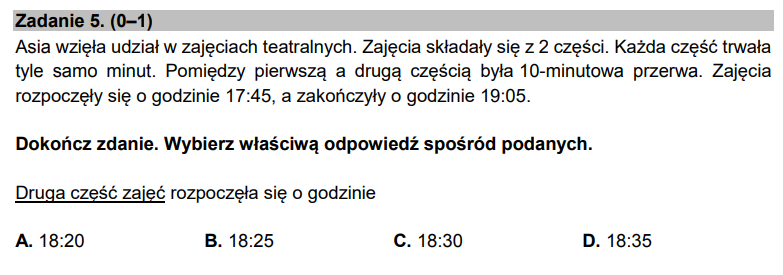 Zadanie 5. (0–1)
Asia wzięła udział w zajęciach teatralnych. Zajęcia składały się z 2 części. Każda część trwała
tyle samo minut. Pomiędzy pierwszą a drugą częścią była 10-minutowa przerwa. Zajęcia
rozpoczęły się o godzinie 17:45, a zakończyły o godzinie 19:05.
Dokończ zdanie. Wybierz właściwą odpowiedź spośród podanych.
Druga część zajęć rozpoczęła się o godzinie
A. 18:20 B. 18:25 C. 18:30 D. 18:35